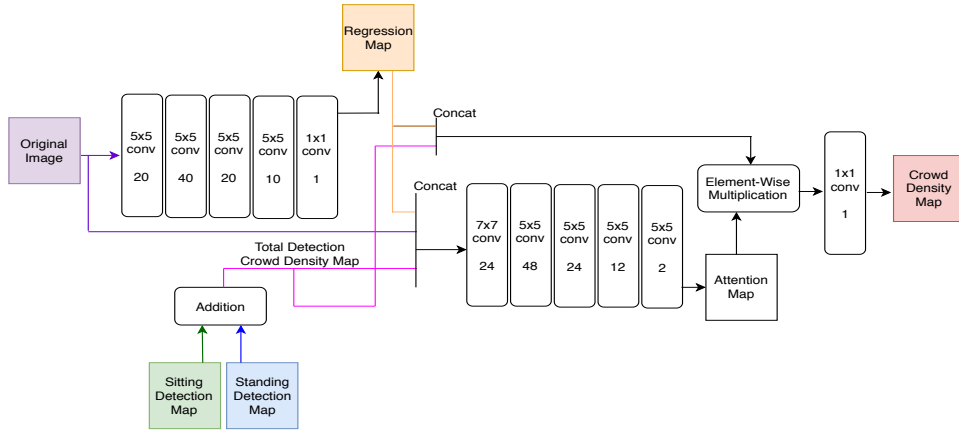 Regression
Map
Original
Image
5x5
conv
20
5x5
conv
40
5x5
conv
20
5x5
conv
10
1x1
conv
1
Concat
Concat
Total Detection
Crowd Density Map
7x7
conv
24
5x5
conv
48
5x5
conv
24
5x5
conv
12
5x5
conv
2
Element-Wise
Multiplication
1x1
conv
1
Crowd
Density
Map
Attention
Map
Addition
Sitting
Detection
Map
Standing
Detection
Map